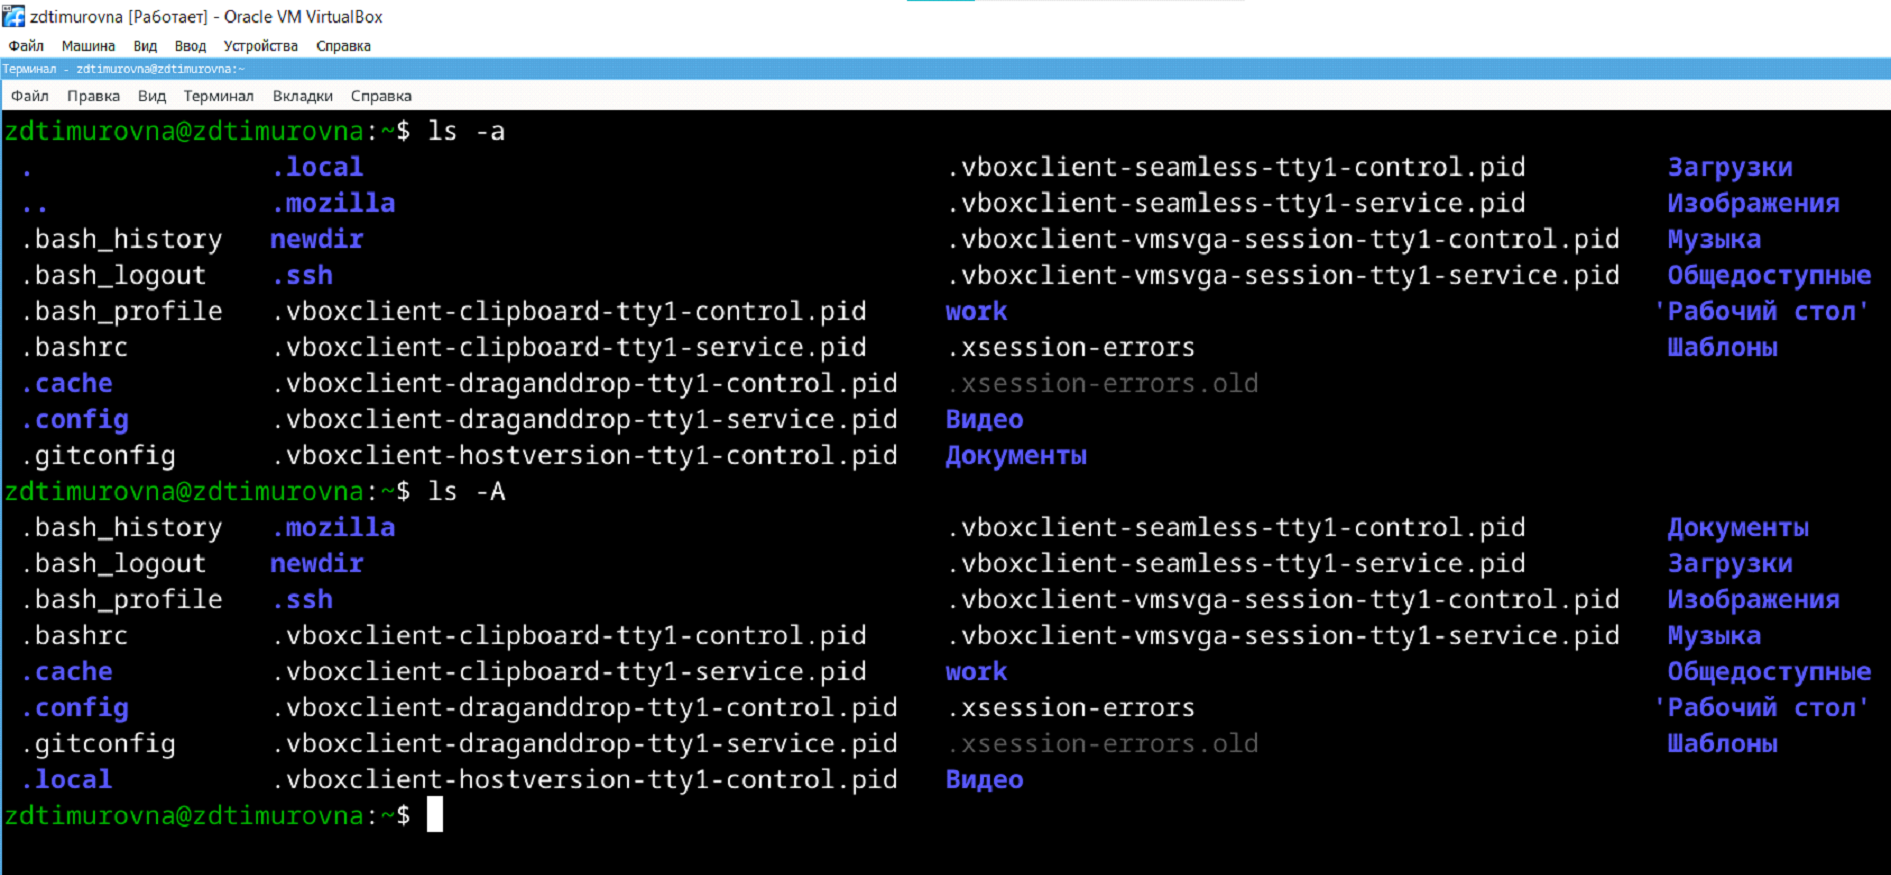 zdtimurovna [Работает] - Oracle VM VirtualBox
Файл Машина Вид Ввод Устройства Справка
Терминал - zdtimurovna@zdtimurovna:~
Файл Правка Вид Терминал Вкладки Справка
zdtimurovna@zdtimurovna:~$ ls -a
. .local .vboxclient-seamless-tty1-control.pid Загрузки
.. .mozilla .vboxclient-seamless-tty1-service.pid Изображения
.bash_history newdir .vboxclient-vmsvga-session-tty1-control.pid Музыка
.bash_logout .ssh .vboxclient-vmsvga-session-tty1-service.pid Общедоступные
.bash_profile .vboxclient-clipboard-tty1-control.pid work 'Рабочий стол'
.bashrc .vboxclient-clipboard-tty1-service.pid .xsession-errors Шаблоны
.cache .vboxclient-draganddrop-tty1-control.pid .xsession-errors.old
.config .vboxclient-draganddrop-tty1-service.pid Видео
.gitconfig .vboxclient-hostversion-tty1-control.pid Документы
zdtimurovna@zdtimurovna:~$ ls -A
.bash_history .mozilla .vboxclient-seamless-tty1-control.pid Документы
.bash_logout newdir .vboxclient-seamless-tty1-service.pid Загрузки
.bash_profile .ssh .vboxclient-vmsvga-session-tty1-control.pid Изображения
.bashrc .vboxclient-clipboard-tty1-control.pid .vboxclient-vmsvga-session-tty1-service.pid Музыка
.cache .vboxclient-clipboard-tty1-service.pid work Общедоступные
.config .vboxclient-draganddrop-tty1-control.pid .xsession-errors 'Рабочий стол'
.gitconfig .vboxclient-draganddrop-tty1-service.pid .xsession-errors.old Шаблоны
.local .vboxclient-hostversion-tty1-control.pid Видео
zdtimurovna@zdtimurovna:~$